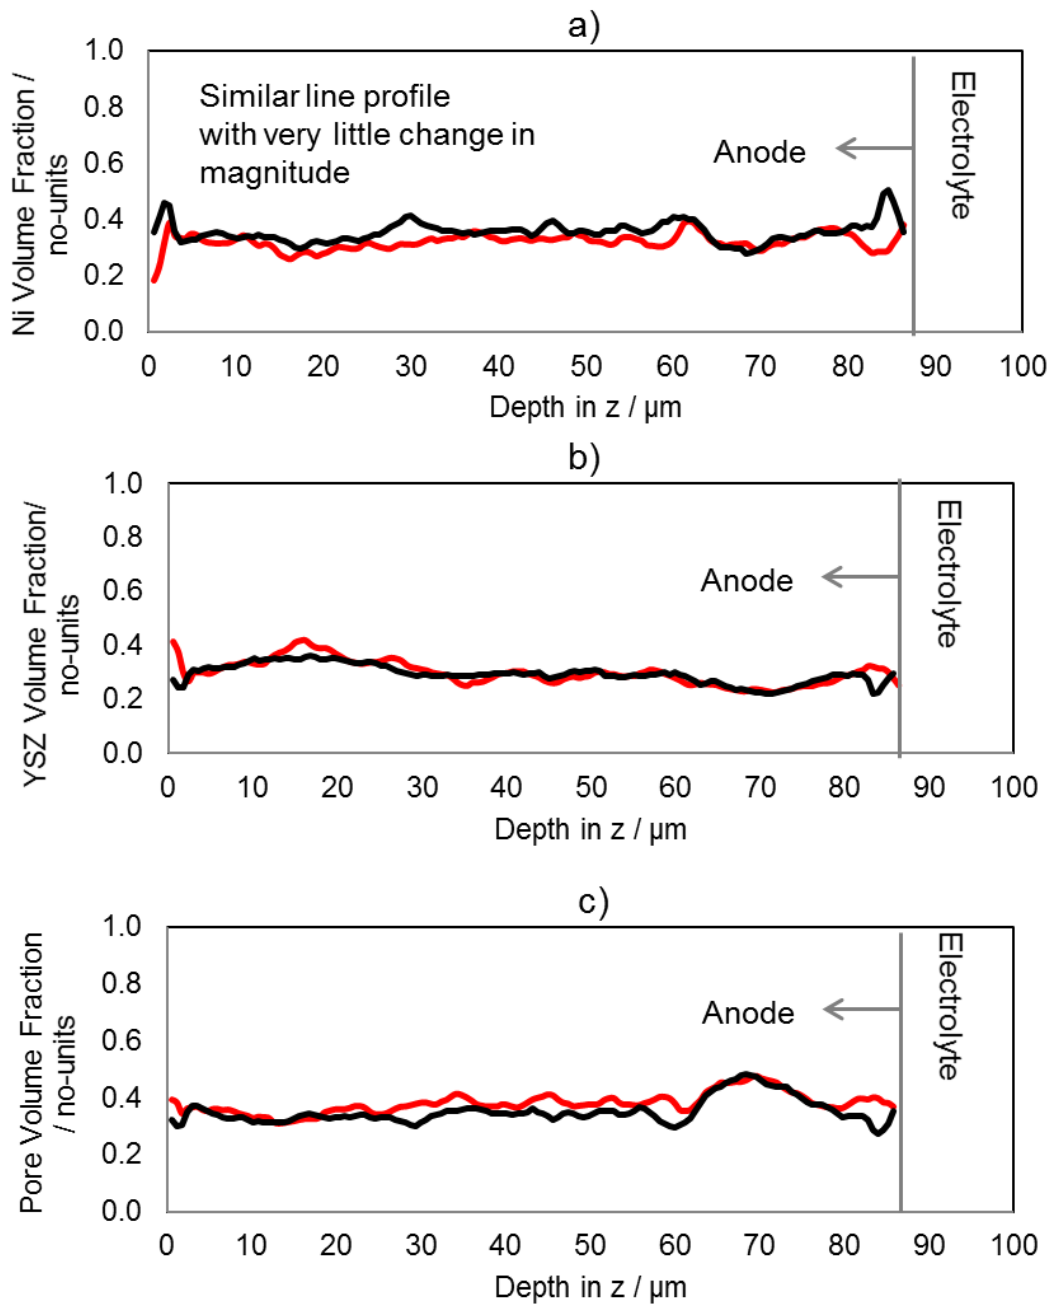 a)
Ni Volume Fraction /
no-units
1.0
0.8
0.6
0.4
0.2
0.0
Similar line profile
with very little change in
magnitude
Anode
Electrolyte
0 10 20 30 40 50 60 70 80 90 100
Depth in z / µm
b)
YSZ Volume Fraction/
no-units
1.0
0.8
0.6
0.4
0.2
0.0
Anode
Electrolyte
0 10 20 30 40 50 60 70 80 90 100
Depth in z / µm
c)
Pore Volume Fraction
/ no-units
1.0
0.8
0.6
0.4
0.2
0.0
Anode
Electrolyte
0 10 20 30 40 50 60 70 80 90 100
Depth in z / µm